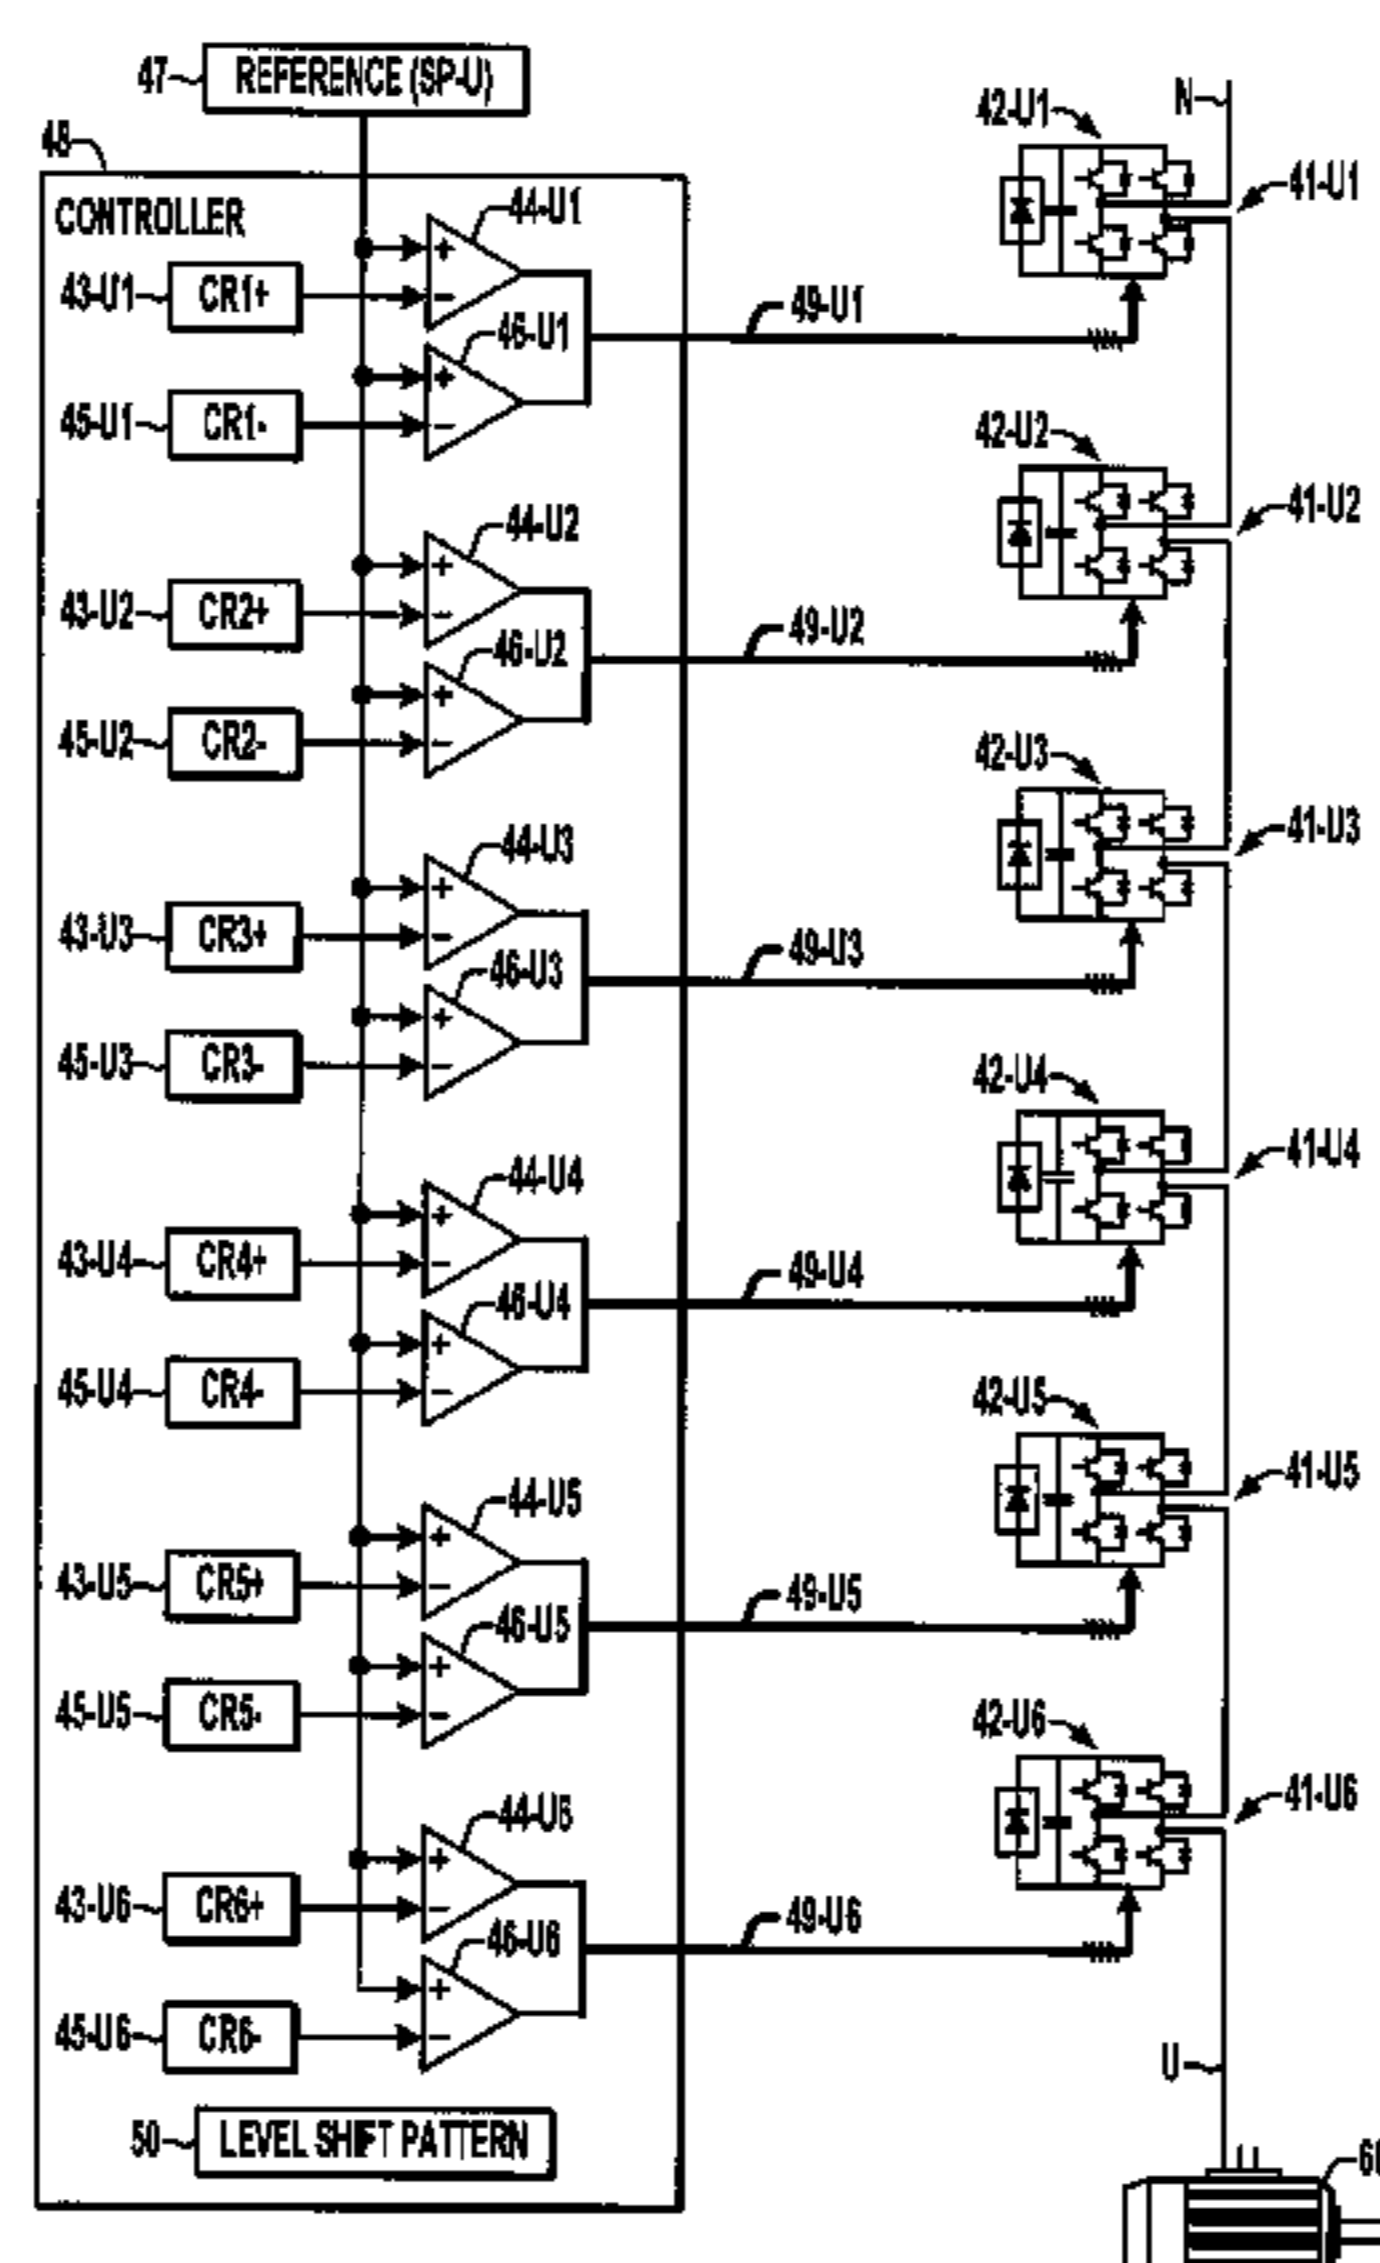 47 REFERENCE (SP-U)
48
CONTROLLER
42-U1 N
41-U1
44-U1
43-U1 CR1+ + -
49-U1
46-U1
45-U1 CR1- + -
42-U2
41-U2
44-U2
43-U2 CR2+ + -
49-U2
46-U2
45-U2 CR2- + -
42-U3
41-U3
44-U3
43-U3 CR3+ + -
49-U3
46-U3
45-U3 CR3- + -
42-U4
41-U4
44-U4
43-U4 CR4+ + -
49-U4
46-U4
45-U4 CR4- + -
42-U5
41-U5
44-U5
43-U5 CR5+ + -
49-U5
46-U5
45-U5 CR5- + -
42-U6
41-U6
44-U6
43-U6 CR6+ + -
49-U6
46-U6
45-U6 CR6- + -
U
50 LEVEL SHIFT PATTERN